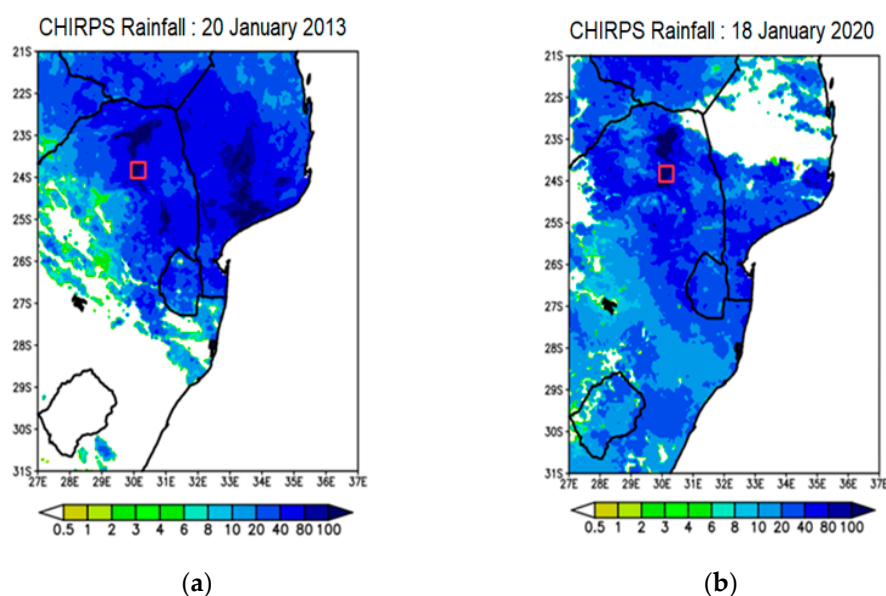 CHIRPS Rainfall : 20 January 2013
21S
22S
23S
24S
25S
26S
27S
28S
29S
30S
31S
27E 28E 29E 30E 31E 32E 33E 34E 35E 36E 37E
0.5 1 2 3 4 6 8 10 20 40 80 100
(a)
CHIRPS Rainfall : 18 January 2020
21S
22S
23S
24S
25S
26S
27S
28S
29S
30S
31S
27E 28E 29E 30E 31E 32E 33E 34E 35E 36E 37E
0.5 1 2 3 4 6 8 10 20 40 80 100
(b)